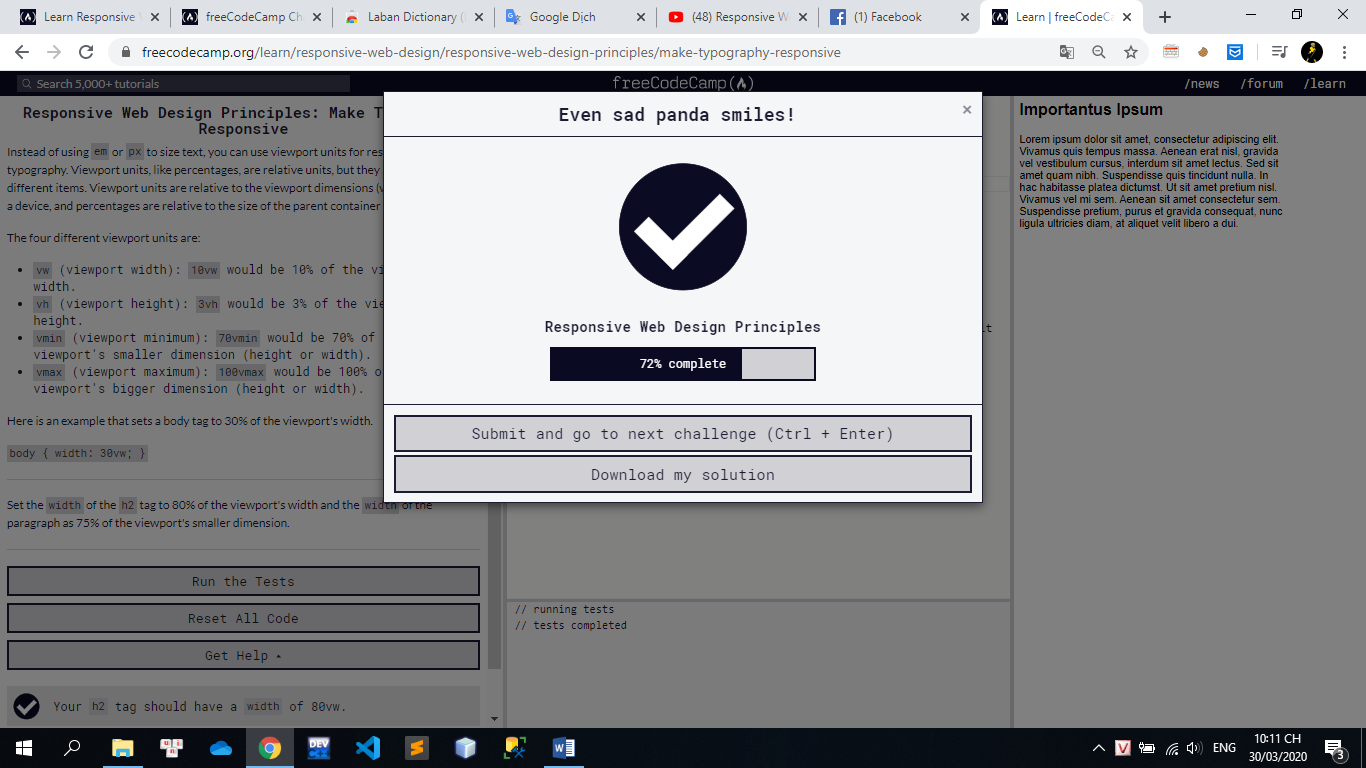 Learn Responsive W
freeCodeCamp Ch
Laban Dictionary (
Google Dịch
(48) Responsive W
(1) Facebook
Learn | freeCodeCa
freecodecamp.org/learn/responsive-web-design/responsive-web-design-principles/make-typography-responsive
Search 5,000+ tutorials
freeCodeCamp
/news
/forum
/learn
Responsive Web Design Principles: Make T
Responsive
Instead of using em or px to size text, you can use viewport units for res
typography. Viewport units, like percentages, are relative units, but they
different items. Viewport units are relative to the viewport dimensions (
a device, and percentages are relative to the size of the parent container
The four different viewport units are:
vw (viewport width): 10vw would be 10% of the vi
width.
vh (viewport height): 3vh would be 3% of the vie
height.
vmin (viewport minimum): 70vmin would be 70% of
viewport's smaller dimension (height or width).
vmax (viewport maximum): 100vmax would be 100% o
viewport's bigger dimension (height or width).
Here is an example that sets a body tag to 30% of the viewport's width.
body { width: 30vw; }
Set the width of the h2 tag to 80% of the viewport's width and the width of the
paragraph as 75% of the viewport's smaller dimension.
Run the Tests
Reset All Code
Get Help
Your h2 tag should have a width of 80vw.
Even sad panda smiles!
×
Responsive Web Design Principles
72% complete
Submit and go to next challenge (Ctrl + Enter)
Download my solution
it
// running tests
// tests completed
Importantus Ipsum
Lorem ipsum dolor sit amet, consectetur adipiscing elit.
Vivamus quis tempus massa. Aenean erat nisl, gravida
vel vestibulum cursus, interdum sit amet lectus. Sed sit
amet quam nibh. Suspendisse quis tincidunt nulla. In
hac habitasse platea dictumst. Ut sit amet pretium nisl.
Vivamus vel mi sem. Aenean sit amet consectetur sem.
Suspendisse pretium, purus et gravida consequat, nunc
ligula ultricies diam, at aliquet velit libero a dui.
DEV
C++
V
ENG
10:11 CH
30/03/2020
3